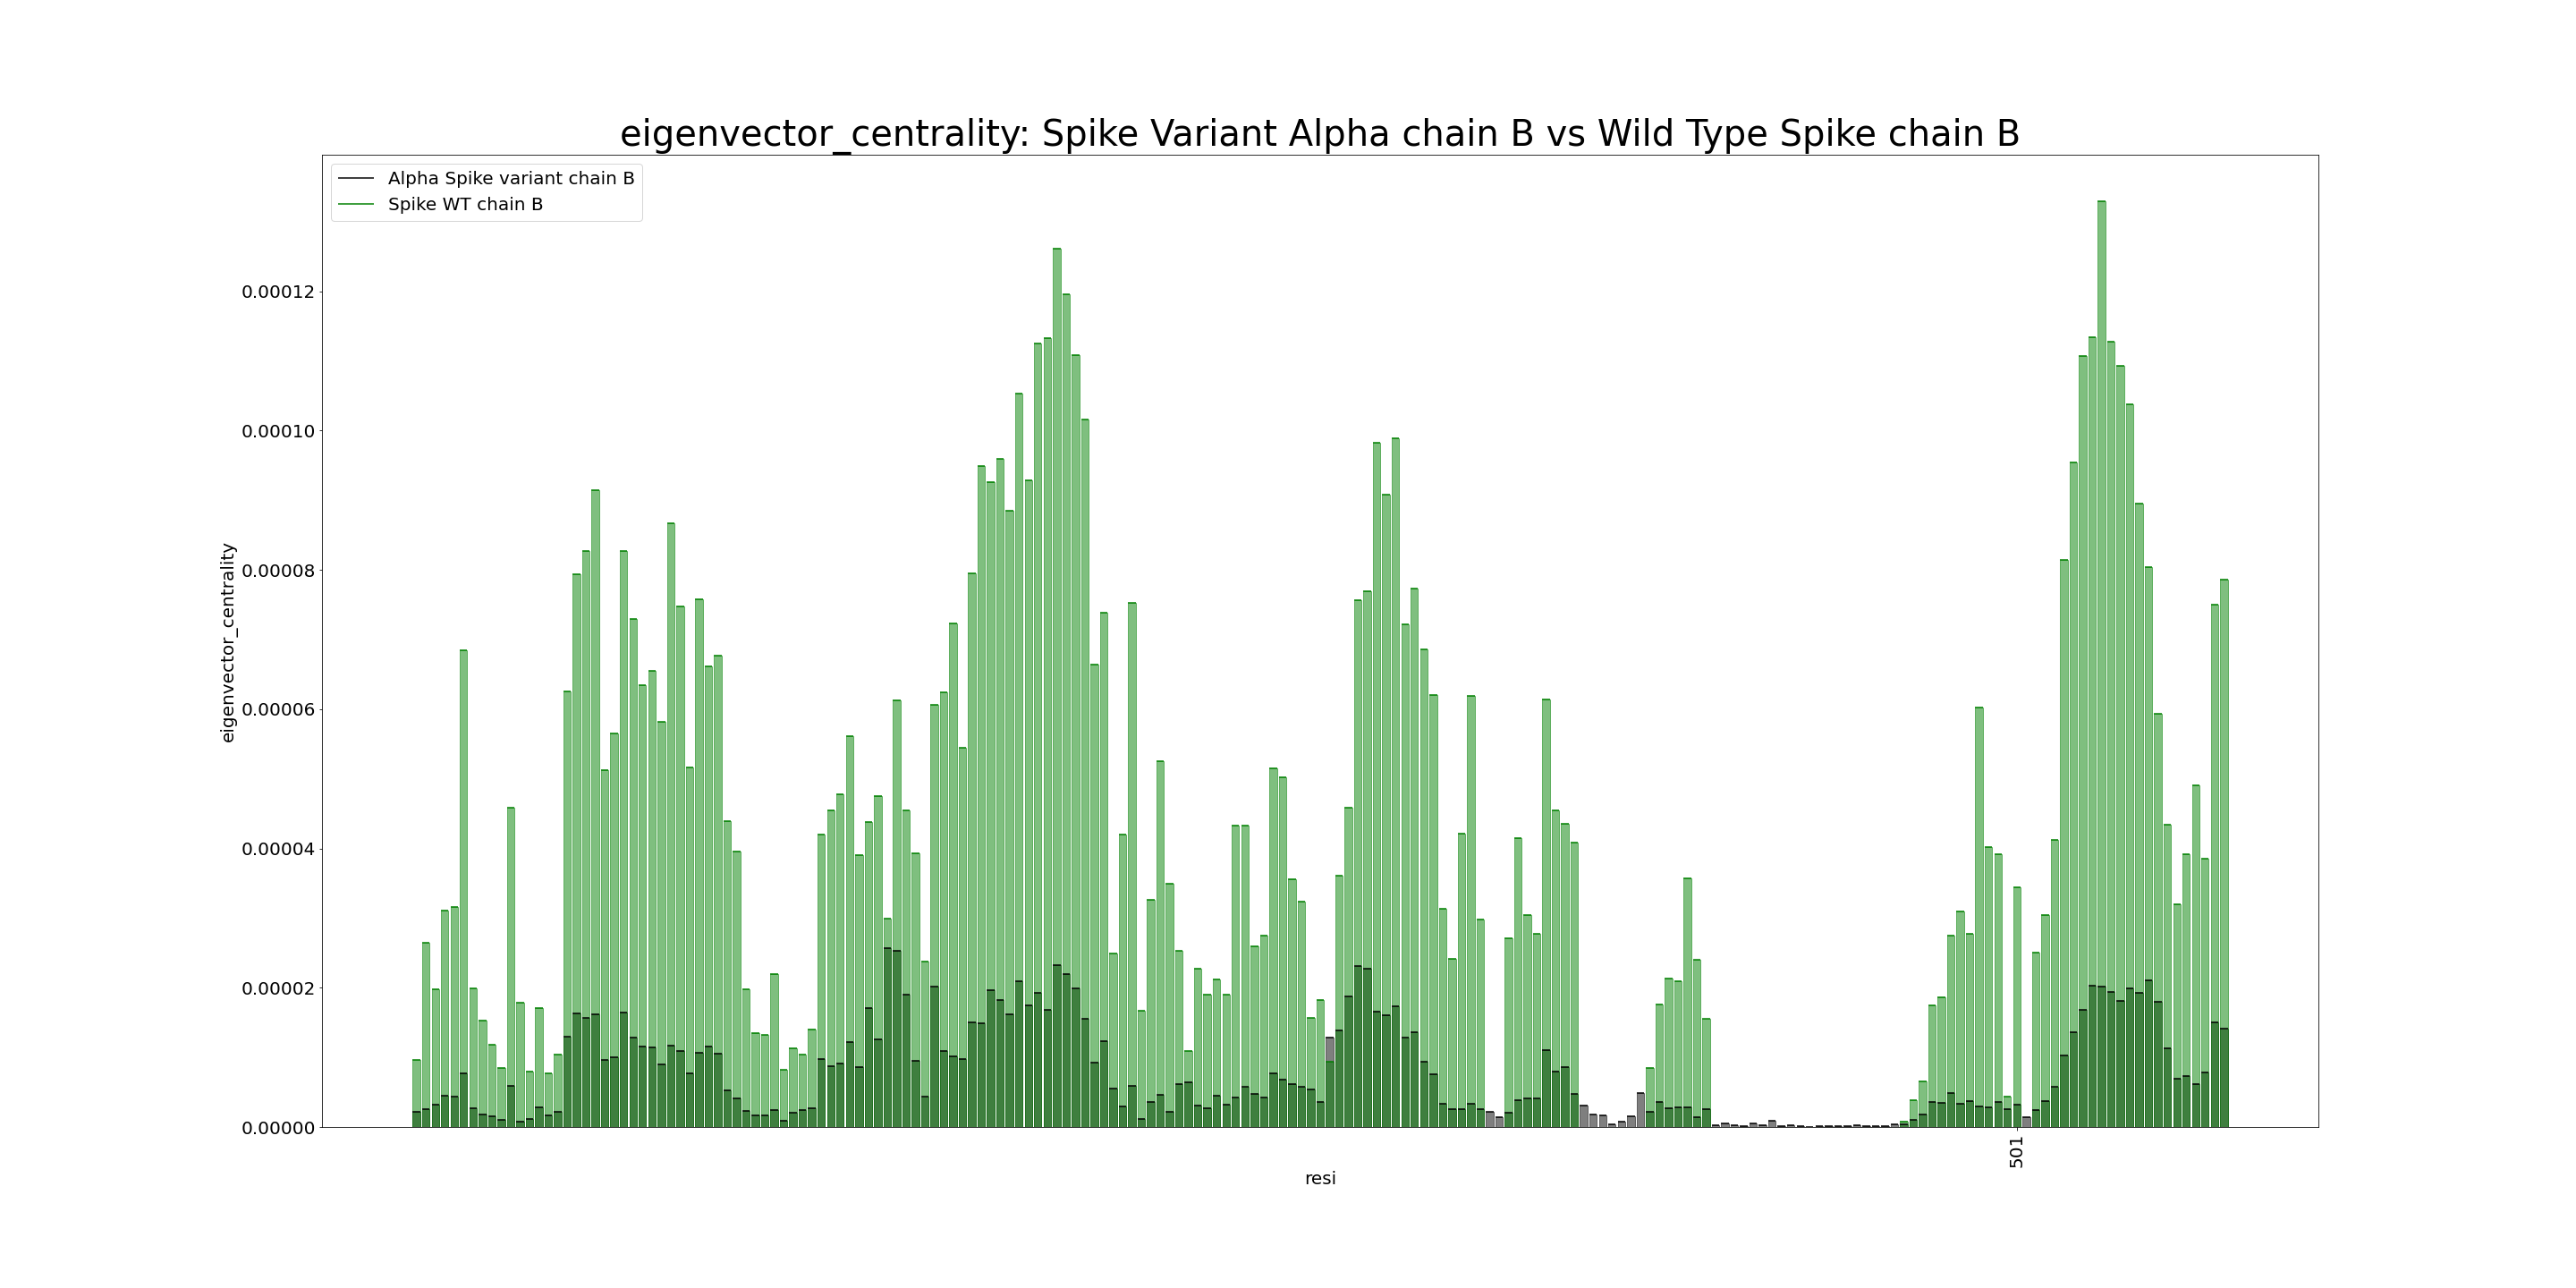 eigenvector_centrality: Spike Variant Alpha chain B vs Wild Type Spike chain B
Alpha Spike variant chain B
Spike WT chain B
0.00012
0.00010
0.00008
0.00006
0.00004
0.00002
0.00000
eigenvector_centrality
501
resi